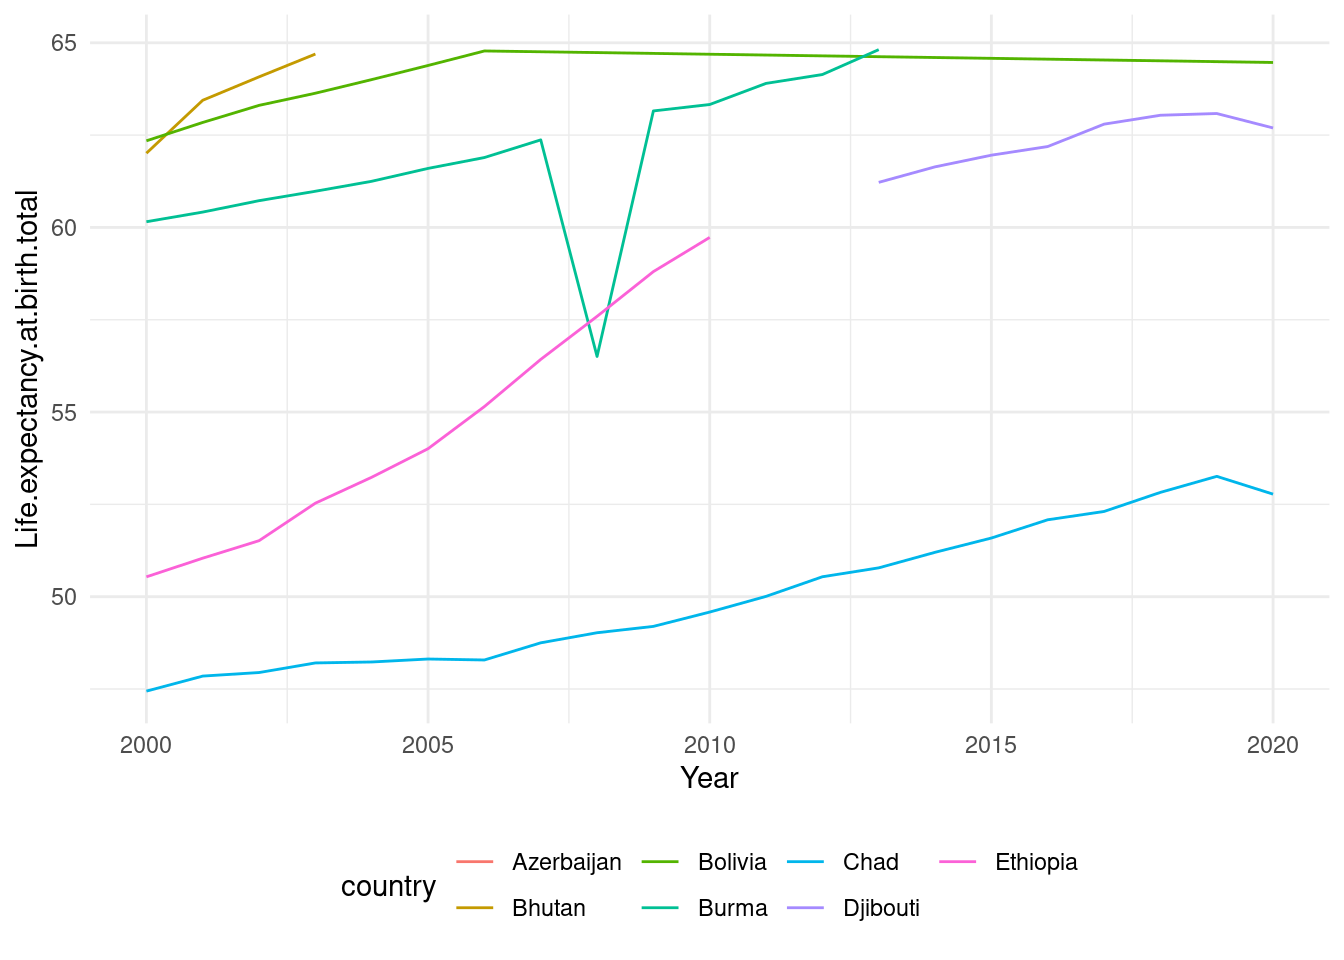 65
60
55
50
Life.expectancy.at.birth.total
2000 2005 2010 2015 2020
Year
country
Azerbaijan Bolivia Chad Ethiopia
Bhutan Burma Djibouti